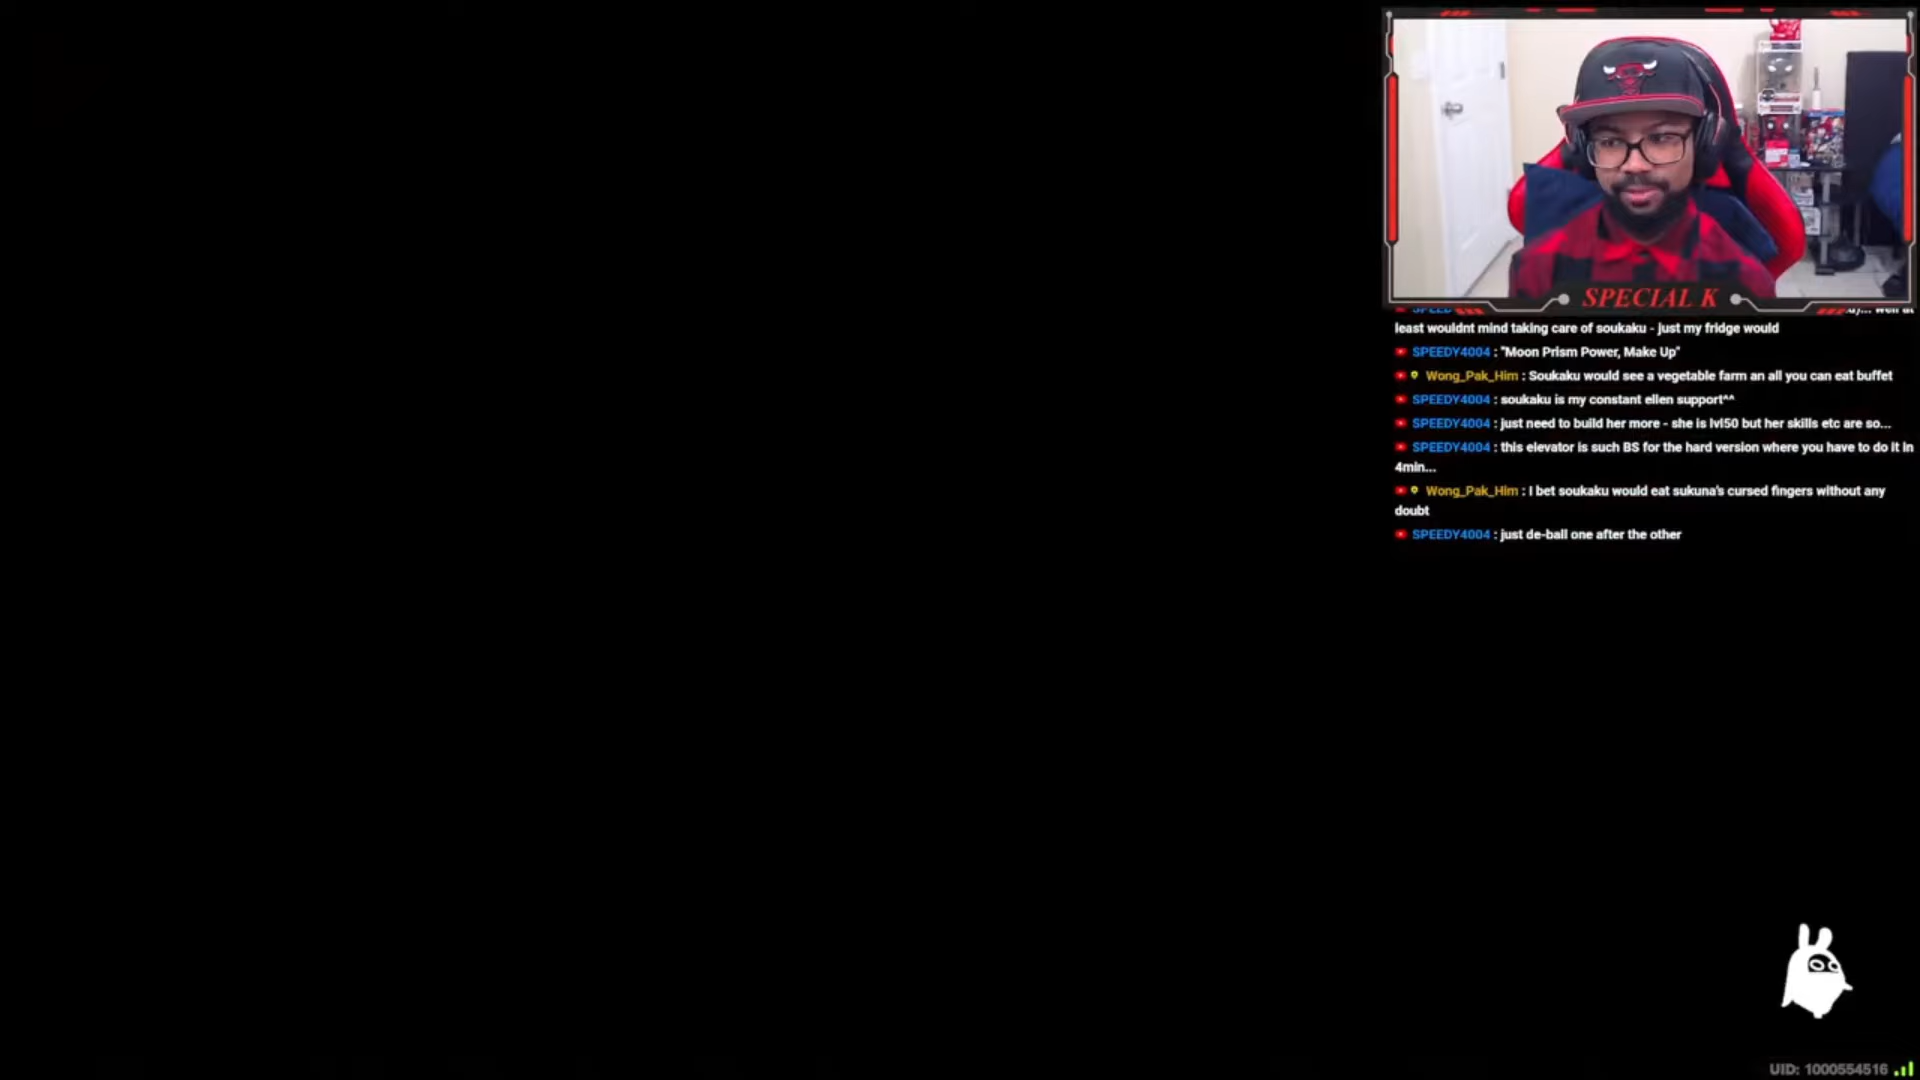 SPECIAL K
least wouldnt mind taking care of soukaku - just my fridge would
SPEEDY4004 : "Moon Prism Power, Make Up"
Wong_Pak_Him : Soukaku would see a vegetable farm an all you can eat buffet
SPEEDY4004 : soukaku is my constant ellen support^^
SPEEDY4004 : just need to build her more - she is lvl50 but her skills etc are so...
SPEEDY4004 : this elevator is such BS for the hard version where you have to do it in
4min...
Wong_Pak_Him : I bet soukaku would eat sukuna's cursed fingers without any
doubt
SPEEDY4004 : just de-ball one after the other
UID: 1000554516